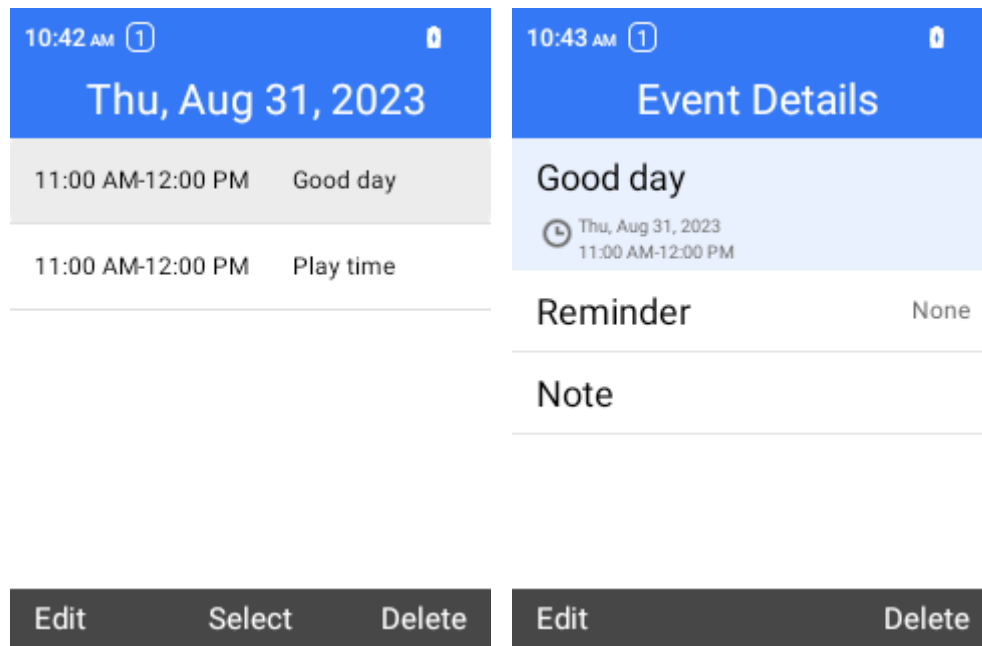 10:42 AM 1
Thu, Aug 31, 2023
11:00 AM-12:00 PM Good day
11:00 AM-12:00 PM Play time
Edit Select Delete
10:43 AM 1
Event Details
Good day
Thu, Aug 31, 2023
11:00 AM-12:00 PM
Reminder None
Note
Edit Delete